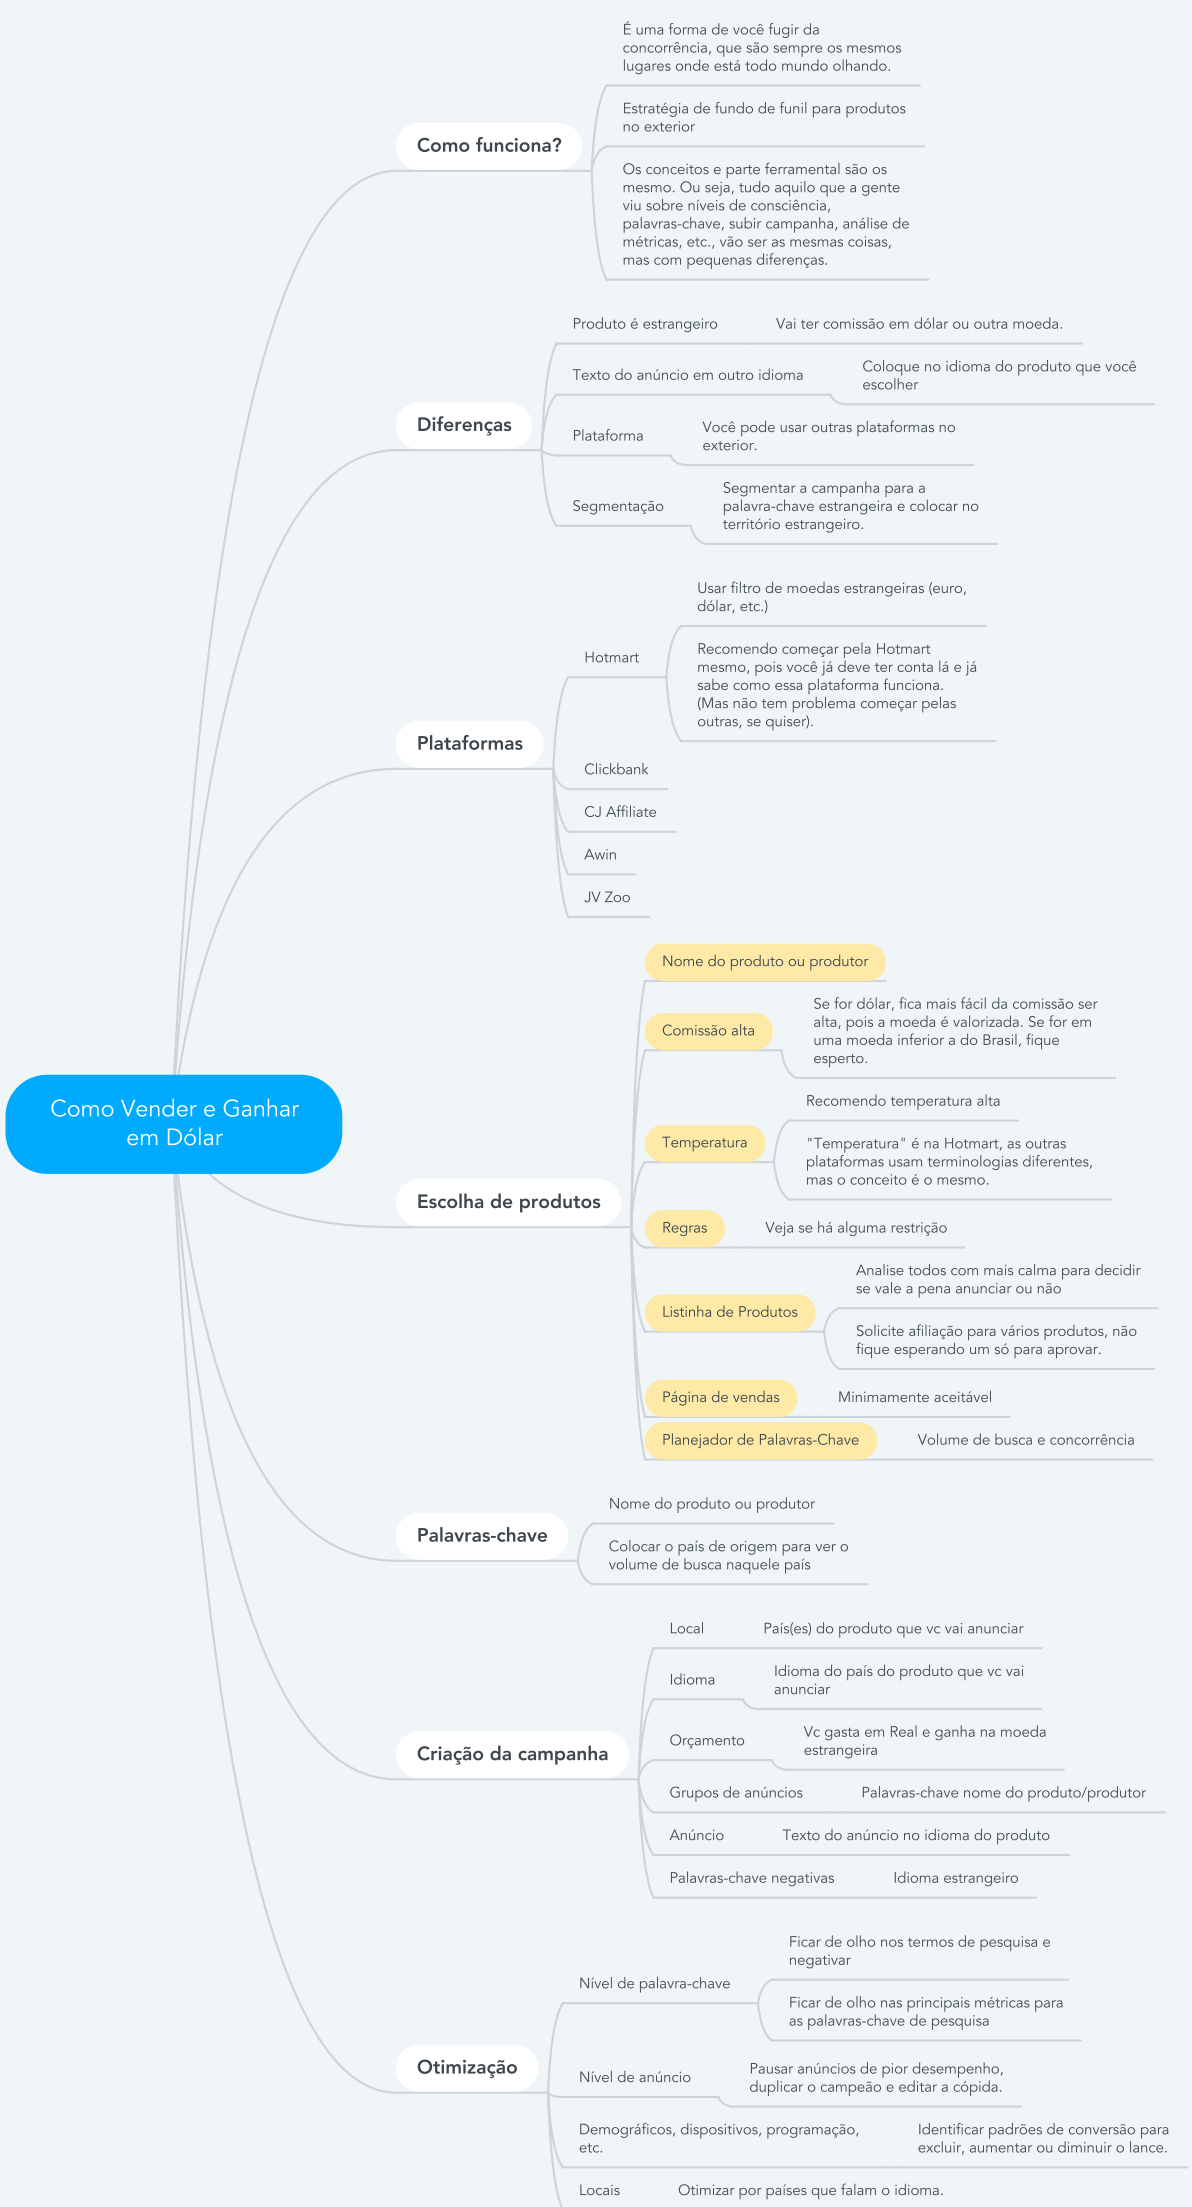 Como Vender e Ganhar
em Dólar
Como funciona?
É uma forma de você fugir da
concorrência, que são sempre os mesmos
lugares onde está todo mundo olhando.
Estratégia de fundo de funil para produtos
no exterior
Os conceitos e parte ferramental são os
mesmo. Ou seja, tudo aquilo que a gente
viu sobre níveis de consciência,
palavras-chave, subir campanha, análise de
métricas, etc., vão ser as mesmas coisas,
mas com pequenas diferenças.
Diferenças
Produto é estrangeiro
Vai ter comissão em dólar ou outra moeda.
Texto do anúncio em outro idioma
Coloque no idioma do produto que você
escolher
Plataforma
Você pode usar outras plataformas no
exterior.
Segmentação
Segmentar a campanha para a
palavra-chave estrangeira e colocar no
território estrangeiro.
Plataformas
Hotmart
Usar filtro de moedas estrangeiras (euro,
dólar, etc.)
Recomendo começar pela Hotmart
mesmo, pois você já deve ter conta lá e já
sabe como essa plataforma funciona.
(Mas não tem problema começar pelas
outras, se quiser).
Clickbank
CJ Affiliate
Awin
JV Zoo
Escolha de produtos
Nome do produto ou produtor
Comissão alta
Se for dólar, fica mais fácil da comissão ser
alta, pois a moeda é valorizada. Se for em
uma moeda inferior a do Brasil, fique
esperto.
Temperatura
Recomendo temperatura alta
"Temperatura" é na Hotmart, as outras
plataformas usam terminologias diferentes,
mas o conceito é o mesmo.
Regras
Veja se há alguma restrição
Listinha de Produtos
Analise todos com mais calma para decidir
se vale a pena anunciar ou não
Solicite afiliação para vários produtos, não
fique esperando um só para aprovar.
Página de vendas
Minimamente aceitável
Planejador de Palavras-Chave
Volume de busca e concorrência
Palavras-chave
Nome do produto ou produtor
Colocar o país de origem para ver o
volume de busca naquele país
Criação da campanha
Local
País(es) do produto que vc vai anunciar
Idioma
Idioma do país do produto que vc vai
anunciar
Orçamento
Vc gasta em Real e ganha na moeda
estrangeira
Grupos de anúncios
Palavras-chave nome do produto/produtor
Anúncio
Texto do anúncio no idioma do produto
Palavras-chave negativas
Idioma estrangeiro
Otimização
Nível de palavra-chave
Ficar de olho nos termos de pesquisa e
negativar
Ficar de olho nas principais métricas para
as palavras-chave de pesquisa
Nível de anúncio
Pausar anúncios de pior desempenho,
duplicar o campeão e editar a cópida.
Demográficos, dispositivos, programação,
etc.
Identificar padrões de conversão para
excluir, aumentar ou diminuir o lance.
Locais
Otimizar por países que falam o idioma.